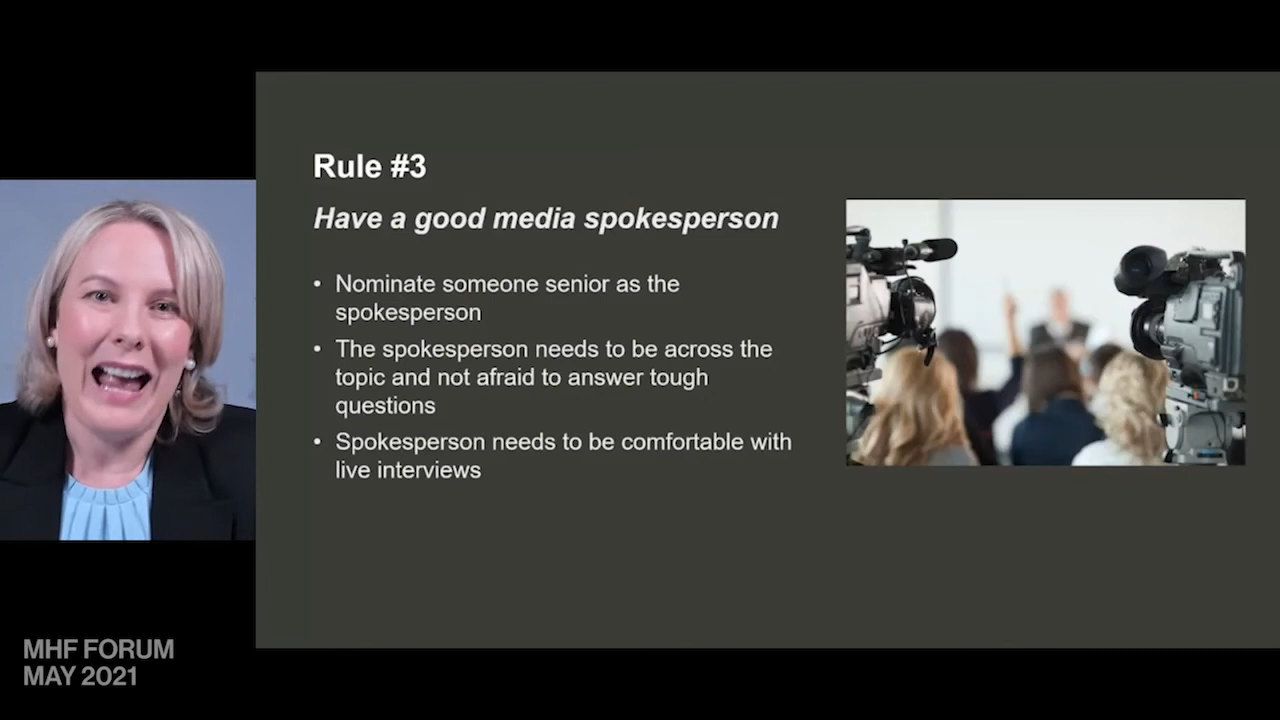 Rule #3
Have a good media spokesperson
• Nominate someone senior as the
spokesperson
• The spokesperson needs to be across the
topic and not afraid to answer tough
questions
• Spokesperson needs to be comfortable with
live interviews
MHF FORUM
MAY 2021